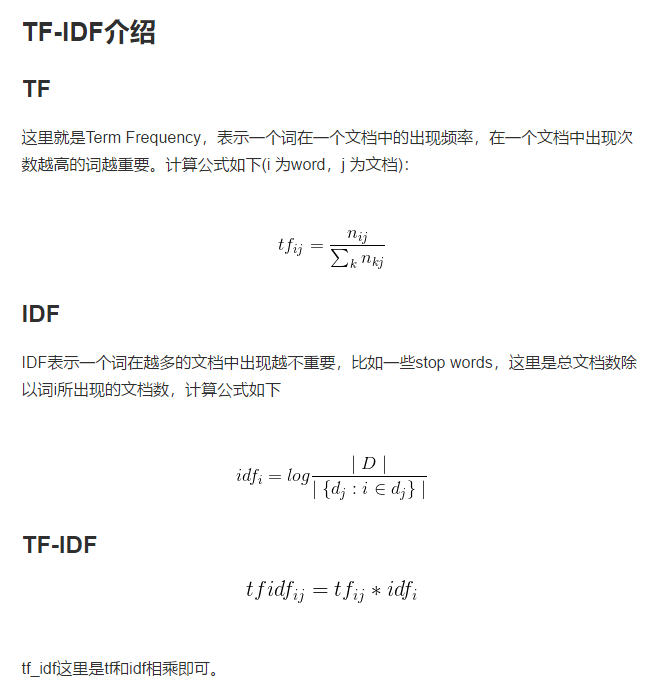 TF-IDF介绍
TF
这里就是Term Frequency，表示一个词在一个文档中的出现频率，在一个文档中出现次
数越高的词越重要。计算公式如下(i 为word，j 为文档)：
tf_{ij} = \frac{n_{ij}}{\sum_k n_{kj}}
IDF
IDF表示一个词在越多的文档中出现越不重要，比如一些stop words，这里是总文档数除
以词i所出现的文档数，计算公式如下
idf_i = log \frac{| D |}{| \{d_j : i ∈ d_j\} |}
TF-IDF
tfidf_{ij} = tf_{ij} * idf_i
tf_idf这里是tf和idf相乘即可。